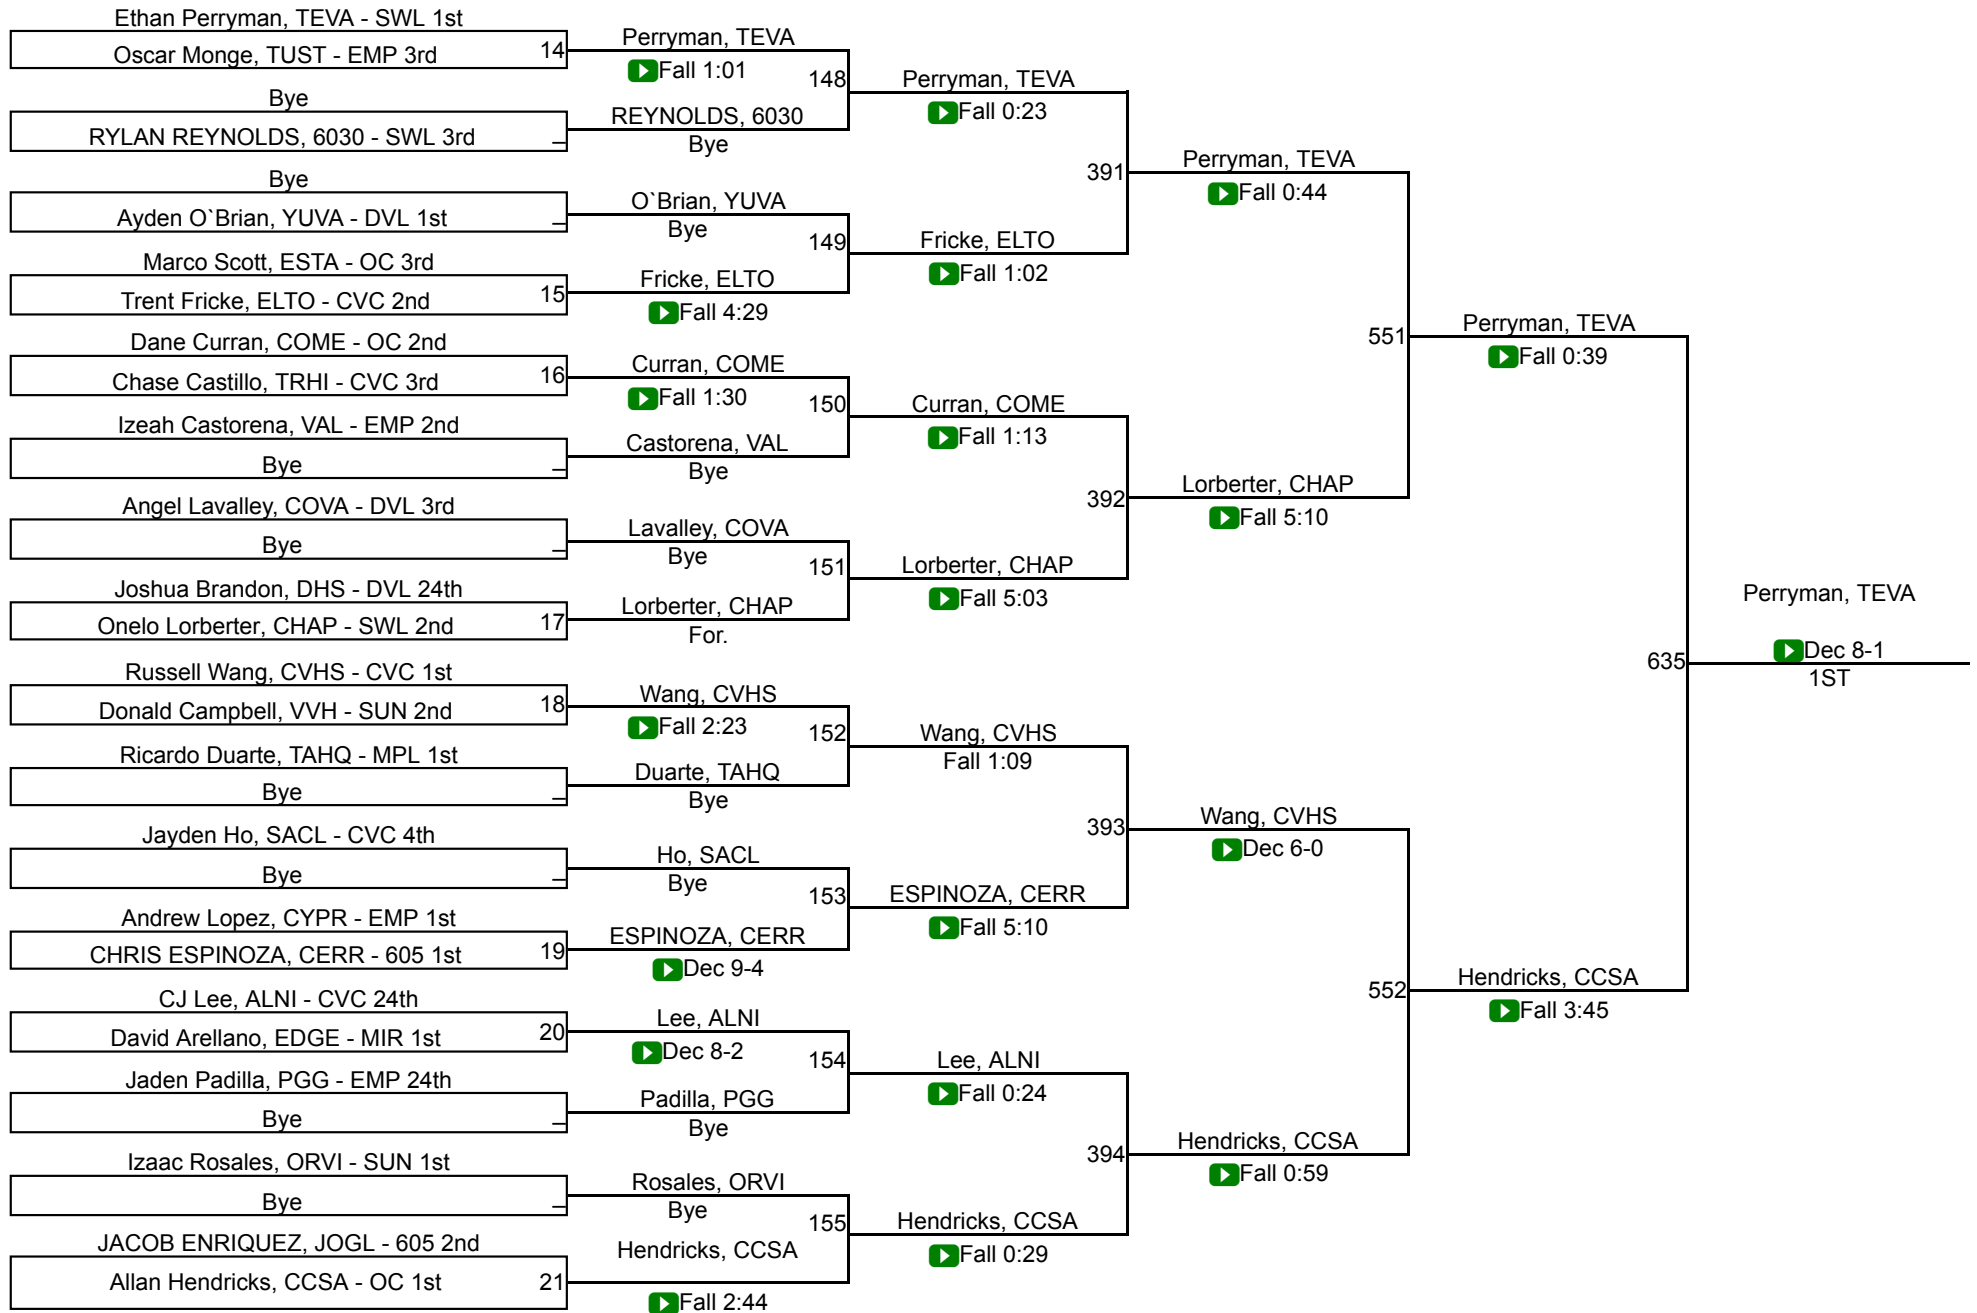 Ethan Perryman, TEVA - SWL 1st
Oscar Monge, TUST - EMP 3rd
14
Bye
RYLAN REYNOLDS, 6030 - SWL 3rd
_
Bye
Ayden O`Brian, YUVA - DVL 1st
_
Marco Scott, ESTA - OC 3rd
Trent Fricke, ELTO - CVC 2nd
15
Dane Curran, COME - OC 2nd
Chase Castillo, TRHI - CVC 3rd
16
Izeah Castorena, VAL - EMP 2nd
Bye
_
Angel Lavalley, COVA - DVL 3rd
Bye
_
Joshua Brandon, DHS - DVL 24th
Onelo Lorberter, CHAP - SWL 2nd
17
Russell Wang, CVHS - CVC 1st
Donald Campbell, VVH - SUN 2nd
18
Ricardo Duarte, TAHQ - MPL 1st
Bye
_
Jayden Ho, SACL - CVC 4th
Bye
_
Andrew Lopez, CYPR - EMP 1st
CHRIS ESPINOZA, CERR - 605 1st
19
CJ Lee, ALNI - CVC 24th
David Arellano, EDGE - MIR 1st
20
Jaden Padilla, PGG - EMP 24th
Bye
_
Izaac Rosales, ORVI - SUN 1st
Bye
_
JACOB ENRIQUEZ, JOGL - 605 2nd
Allan Hendricks, CCSA - OC 1st
21
Perryman, TEVA
Fall 1:01
148
REYNOLDS, 6030
Bye
O`Brian, YUVA
Bye
149
Fricke, ELTO
Fall 4:29
Curran, COME
Fall 1:30
150
Castorena, VAL
Bye
Lavalley, COVA
Bye
151
Lorberter, CHAP
For.
Wang, CVHS
Fall 2:23
152
Duarte, TAHQ
Bye
Ho, SACL
Bye
153
ESPINOZA, CERR
Dec 9-4
Lee, ALNI
Dec 8-2
154
Padilla, PGG
Bye
Rosales, ORVI
Bye
155
Hendricks, CCSA
Fall 2:44
Perryman, TEVA
Fall 0:23
391
Fricke, ELTO
Fall 1:02
Curran, COME
Fall 1:13
392
Lorberter, CHAP
Fall 5:03
Wang, CVHS
Fall 1:09
393
ESPINOZA, CERR
Fall 5:10
Lee, ALNI
Fall 0:24
394
Hendricks, CCSA
Fall 0:29
Perryman, TEVA
Fall 0:44
551
Lorberter, CHAP
Fall 5:10
Wang, CVHS
Dec 6-0
552
Hendricks, CCSA
Fall 0:59
Perryman, TEVA
Fall 0:39
635
Hendricks, CCSA
Fall 3:45
Perryman, TEVA
Dec 8-1
1ST